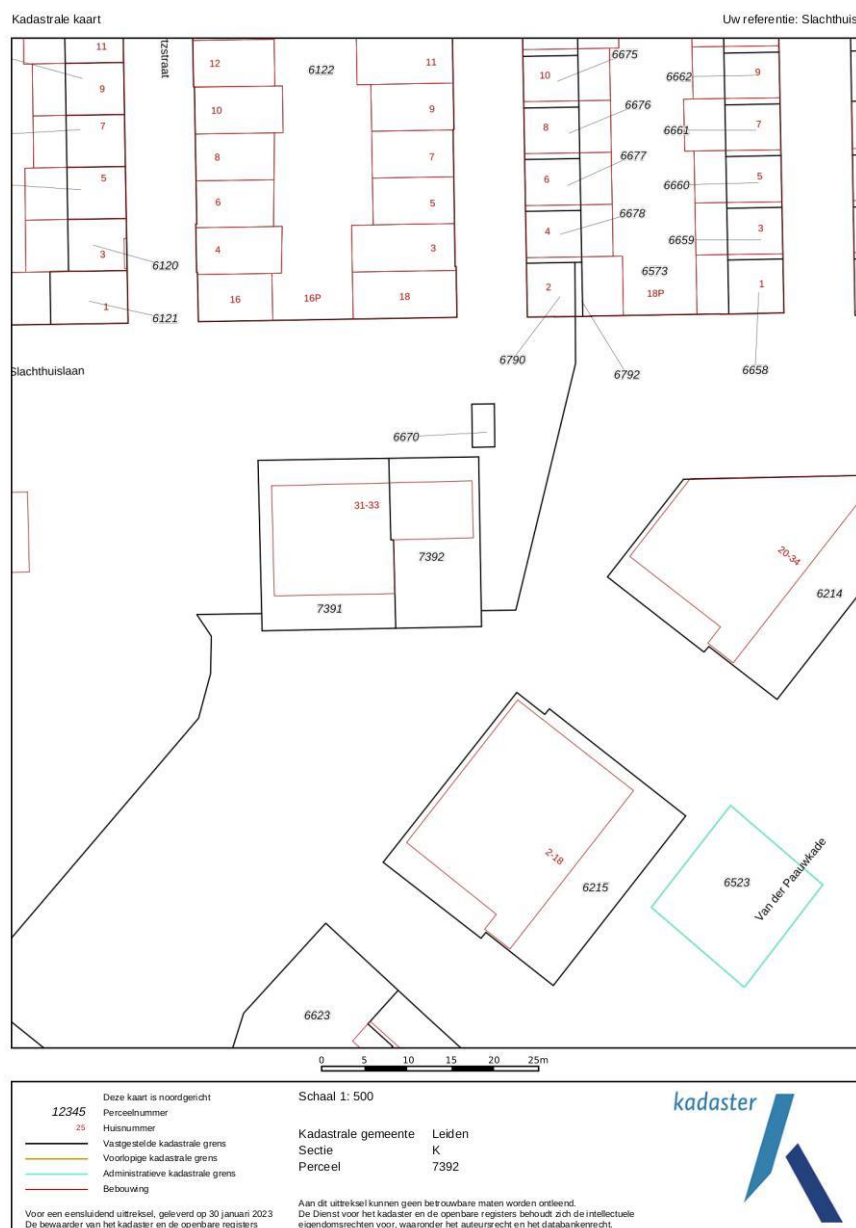 Kadastrale kaart
Uw referentie: Slachthuis
11
12
6122
11
10
6675
6662
9
9
10
9
8
6676
6661
7
7
8
7
6
6677
6660
5
5
6
5
4
6678
6659
3
3
6120
4
3
6573
1
6121
16
16P
18
2
18P
1
6790
6792
6658
Slachthuislaan
6670
31-33
7392
7391
20-34
6214
2-18
6215
6523
Van der Paauwkade
6623
0 5 10 15 20 25m
Deze kaart is noordgericht
12345 Perceelnummer
25 Huisnummer
Vastgestelde kadastrale grens
Voorlopige kadastrale grens
Administratieve kadastrale grens
Bebouwing
Voor een eensluidend uittreksel, geleverd op 30 januari 2023
De bewaarder van het kadaster en de openbare registers
Schaal 1: 500
Kadastrale gemeente Leiden
Sectie K
Perceel 7392
Aan dit uittreksel kunnen geen betrouwbare maten worden ontleend.
De Dienst voor het kadaster en de openbare registers behoudt zich de intellectuele
eigendomsrechten voor, waaronder het auteursrecht en het databankenrecht.
kadaster